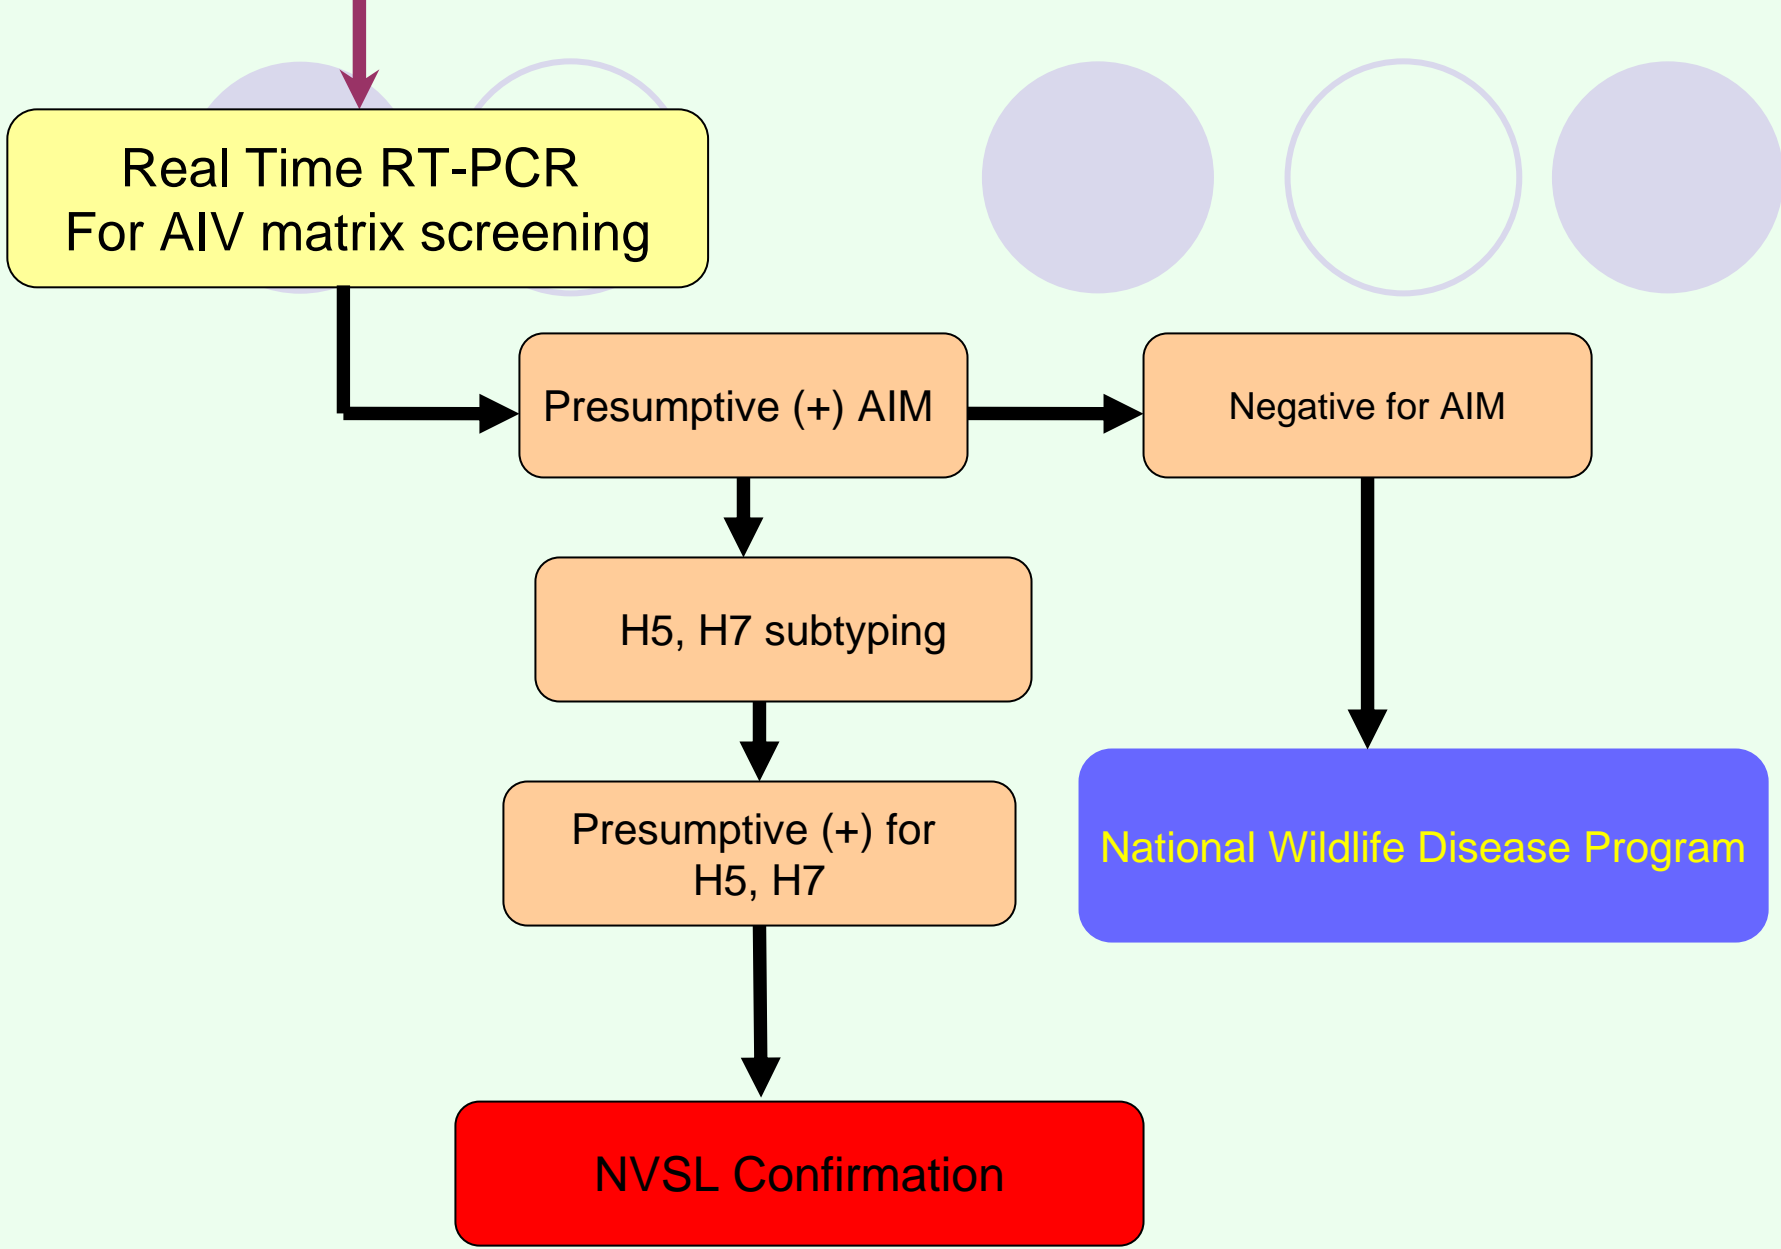 Real Time RT-PCR
For AIV matrix screening
Presumptive (+) AIM
Negative for AIM
H5, H7 subtyping
Presumptive (+) for
H5, H7
National Wildlife Disease Program
NVSL Confirmation